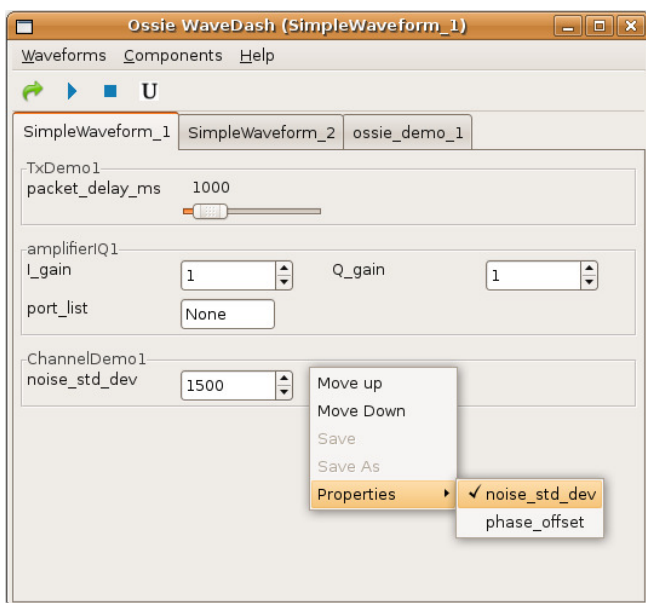 Ossie WaveDash (SimpleWaveform_1)
Waveforms Components Help
U
SimpleWaveform_1 SimpleWaveform_2 ossie_demo_1
TxDemo1
packet_delay_ms 1000
amplifierIQ1
I_gain 1 Q_gain 1
port_list None
ChannelDemo1
noise_std_dev 1500
Move up
Move Down
Save
Save As
Properties
noise_std_dev
phase_offset